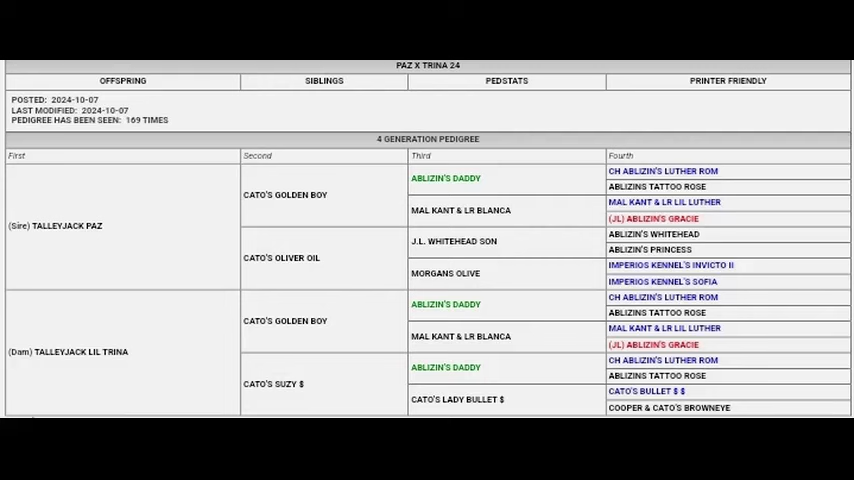 PAZ X TRINA 24
OFFSPRING SIBLINGS PEDSTATS PRINTER FRIENDLY
POSTED: 2024-10-07
LAST MODIFIED: 2024-10-07
PEDIGREE HAS BEEN SEEN: 169 TIMES
4 GENERATION PEDIGREE
First Second Third Fourth
(Sire) TALLEYJACK PAZ
CATO'S GOLDEN BOY
ABLIZIN'S DADDY
CH ABLIZIN'S LUTHER ROM
ABLIZINS TATTOO ROSE
MAL KANT & LR BLANCA
MAL KANT & LR LIL LUTHER
(JL) ABLIZIN'S GRACIE
CATO'S OLIVER OIL
J.L. WHITEHEAD SON
ABLIZIN'S WHITEHEAD
ABLIZIN'S PRINCESS
MORGANS OLIVE
IMPERIOS KENNEL'S INVICTO II
IMPERIOS KENNEL'S SOFIA
(Dam) TALLEYJACK LIL TRINA
CATO'S GOLDEN BOY
ABLIZIN'S DADDY
CH ABLIZIN'S LUTHER ROM
ABLIZINS TATTOO ROSE
MAL KANT & LR BLANCA
MAL KANT & LR LIL LUTHER
(JL) ABLIZIN'S GRACIE
CATO'S SUZY $
ABLIZIN'S DADDY
CH ABLIZIN'S LUTHER ROM
ABLIZINS TATTOO ROSE
CATO'S LADY BULLET $
CATO'S BULLET $ $
COOPER & CATO'S BROWNEYE